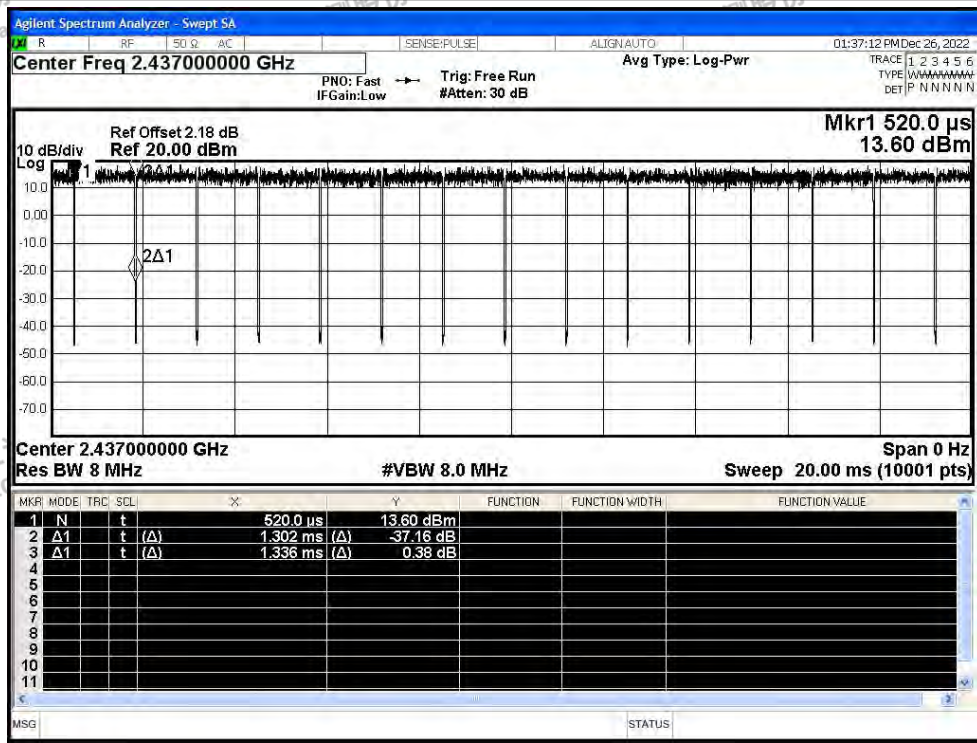 Agilent Spectrum Analyzer - Swept SA
R RF 50 Ω AC SENSE:PULSE ALIGNAUTO 01:37:12 PM Dec 26, 2022
Center Freq 2.437000000 GHz
PNO: Fast
IFGain:Low
Trig: Free Run
#Atten: 30 dB
Avg Type: Log-Pwr
TRACE 1 2 3 4 5 6
TYPE WWWWWWW
DET P N N N N N
Ref Offset 2.18 dB
10 dB/div Ref 20.00 dBm
Log
Mkr1 520.0 µs
13.60 dBm
1
10.0
0.00
-10.0
2Δ1
-20.0
-30.0
-40.0
-50.0
-60.0
-70.0
Center 2.437000000 GHz Span 0 Hz
Res BW 8 MHz #VBW 8.0 MHz Sweep 20.00 ms (10001 pts)
MKR MODE TRC SCL X Y FUNCTION FUNCTION WIDTH FUNCTION VALUE
1 N t 520.0 µs 13.60 dBm
2 Δ1 t (Δ) 1.302 ms (Δ) -37.16 dB
3 Δ1 t (Δ) 1.336 ms (Δ) 0.38 dB
4
5
6
7
8
9
10
11
MSG STATUS